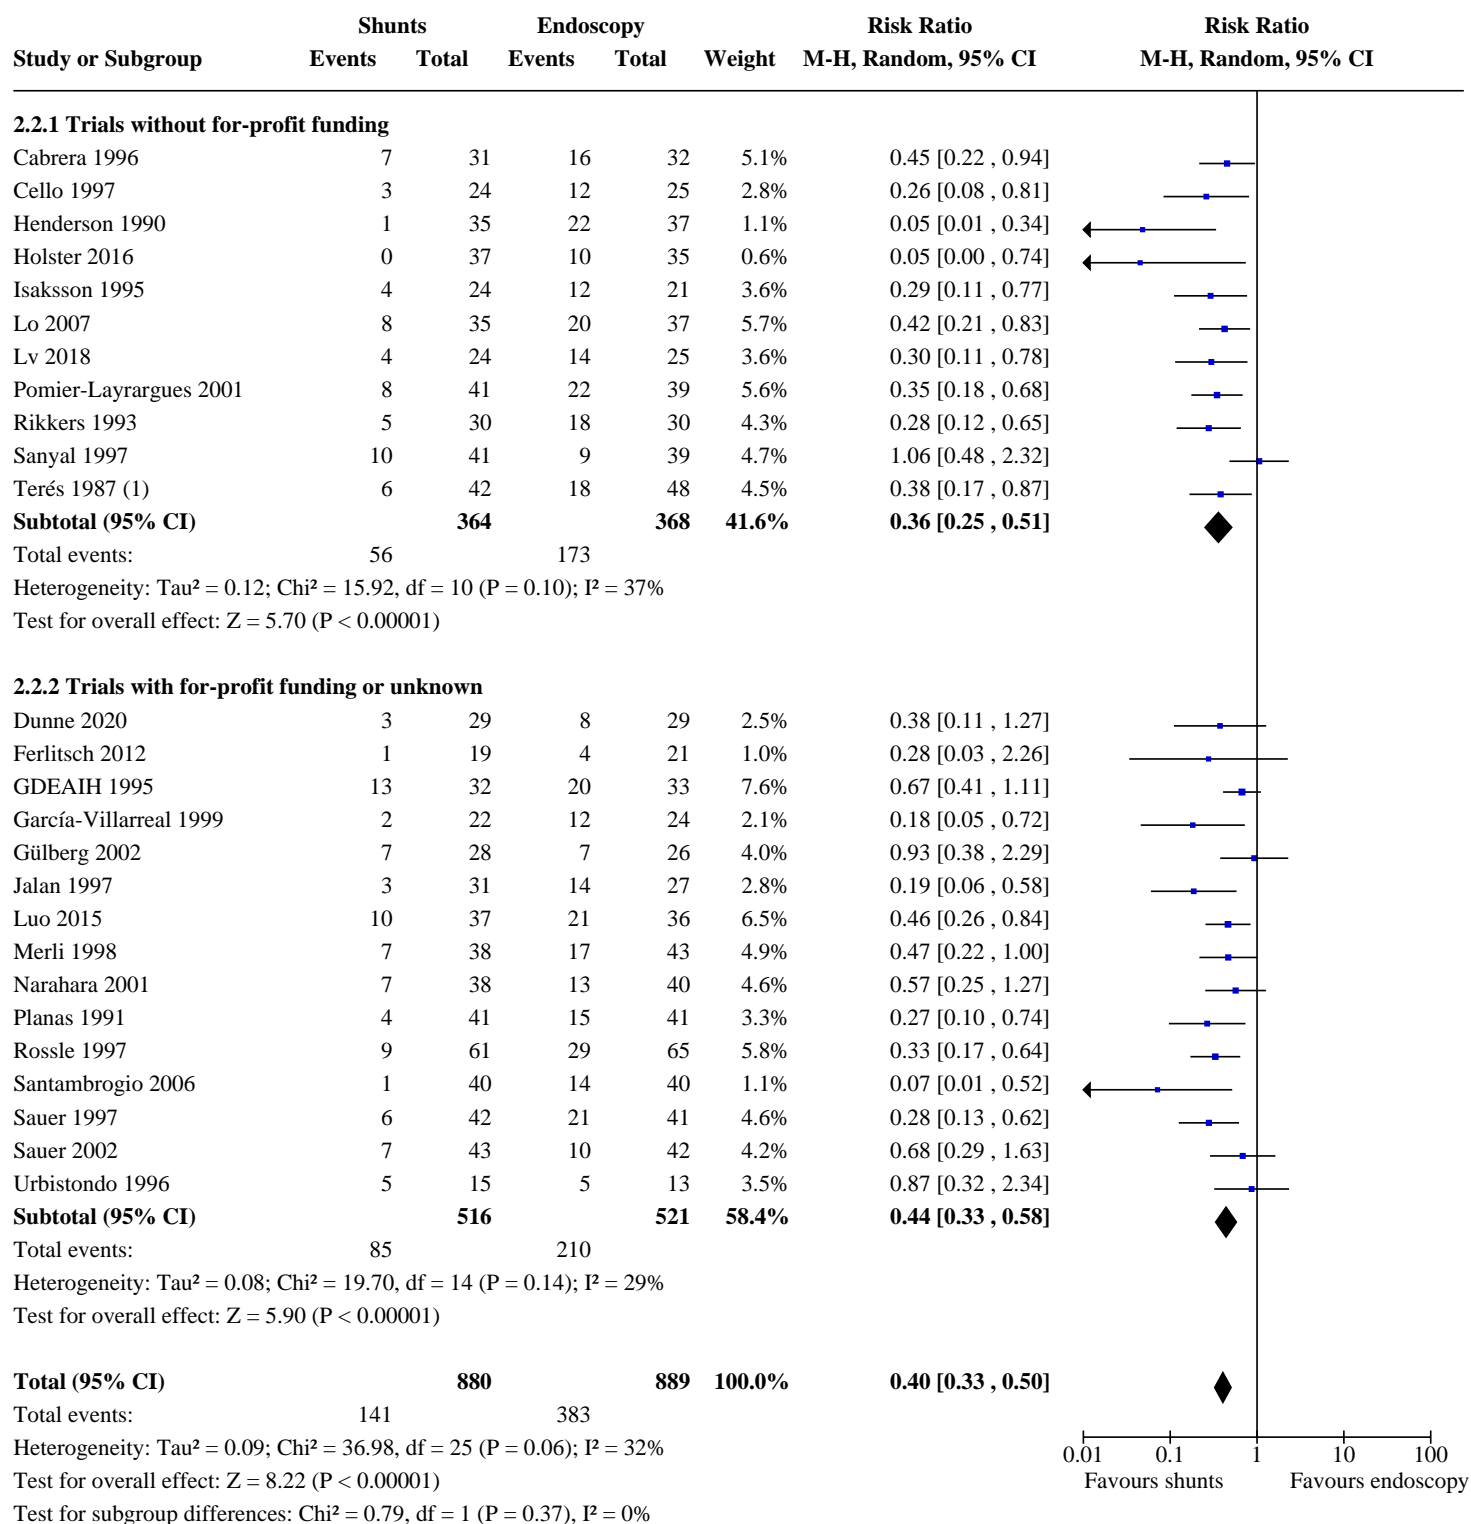 Shunts Endoscopy Risk Ratio Risk Ratio
Study or Subgroup Events Total Events Total Weight M-H, Random, 95% CI M-H, Random, 95% CI
2.2.1 Trials without for-profit funding
Cabrera 1996 7 31 16 32 5.1% 0.45 [0.22 , 0.94]
Cello 1997 3 24 12 25 2.8% 0.26 [0.08 , 0.81]
Henderson 1990 1 35 22 37 1.1% 0.05 [0.01 , 0.34]
Holster 2016 0 37 10 35 0.6% 0.05 [0.00 , 0.74]
Isaksson 1995 4 24 12 21 3.6% 0.29 [0.11 , 0.77]
Lo 2007 8 35 20 37 5.7% 0.42 [0.21 , 0.83]
Lv 2018 4 24 14 25 3.6% 0.30 [0.11 , 0.78]
Pomier-Layrargues 2001 8 41 22 39 5.6% 0.35 [0.18 , 0.68]
Rikkers 1993 5 30 18 30 4.3% 0.28 [0.12 , 0.65]
Sanyal 1997 10 41 9 39 4.7% 1.06 [0.48 , 2.32]
Terés 1987 (1) 6 42 18 48 4.5% 0.38 [0.17 , 0.87]
Subtotal (95% CI) 364 368 41.6% 0.36 [0.25 , 0.51]
Total events: 56 173
Heterogeneity: Tau² = 0.12; Chi² = 15.92, df = 10 (P = 0.10); I² = 37%
Test for overall effect: Z = 5.70 (P < 0.00001)
2.2.2 Trials with for-profit funding or unknown
Dunne 2020 3 29 8 29 2.5% 0.38 [0.11 , 1.27]
Ferlitsch 2012 1 19 4 21 1.0% 0.28 [0.03 , 2.26]
GDEAIH 1995 13 32 20 33 7.6% 0.67 [0.41 , 1.11]
García-Villarreal 1999 2 22 12 24 2.1% 0.18 [0.05 , 0.72]
Gülberg 2002 7 28 7 26 4.0% 0.93 [0.38 , 2.29]
Jalan 1997 3 31 14 27 2.8% 0.19 [0.06 , 0.58]
Luo 2015 10 37 21 36 6.5% 0.46 [0.26 , 0.84]
Merli 1998 7 38 17 43 4.9% 0.47 [0.22 , 1.00]
Narahara 2001 7 38 13 40 4.6% 0.57 [0.25 , 1.27]
Planas 1991 4 41 15 41 3.3% 0.27 [0.10 , 0.74]
Rossle 1997 9 61 29 65 5.8% 0.33 [0.17 , 0.64]
Santambrogio 2006 1 40 14 40 1.1% 0.07 [0.01 , 0.52]
Sauer 1997 6 42 21 41 4.6% 0.28 [0.13 , 0.62]
Sauer 2002 7 43 10 42 4.2% 0.68 [0.29 , 1.63]
Urbistondo 1996 5 15 5 13 3.5% 0.87 [0.32 , 2.34]
Subtotal (95% CI) 516 521 58.4% 0.44 [0.33 , 0.58]
Total events: 85 210
Heterogeneity: Tau² = 0.08; Chi² = 19.70, df = 14 (P = 0.14); I² = 29%
Test for overall effect: Z = 5.90 (P < 0.00001)
Total (95% CI) 880 889 100.0% 0.40 [0.33 , 0.50]
Total events: 141 383
Heterogeneity: Tau² = 0.09; Chi² = 36.98, df = 25 (P = 0.06); I² = 32%
0.01 0.1 1 10 100
Test for overall effect: Z = 8.22 (P < 0.00001) Favours shunts Favours endoscopy
Test for subgroup differences: Chi² = 0.79, df = 1 (P = 0.37), I² = 0%